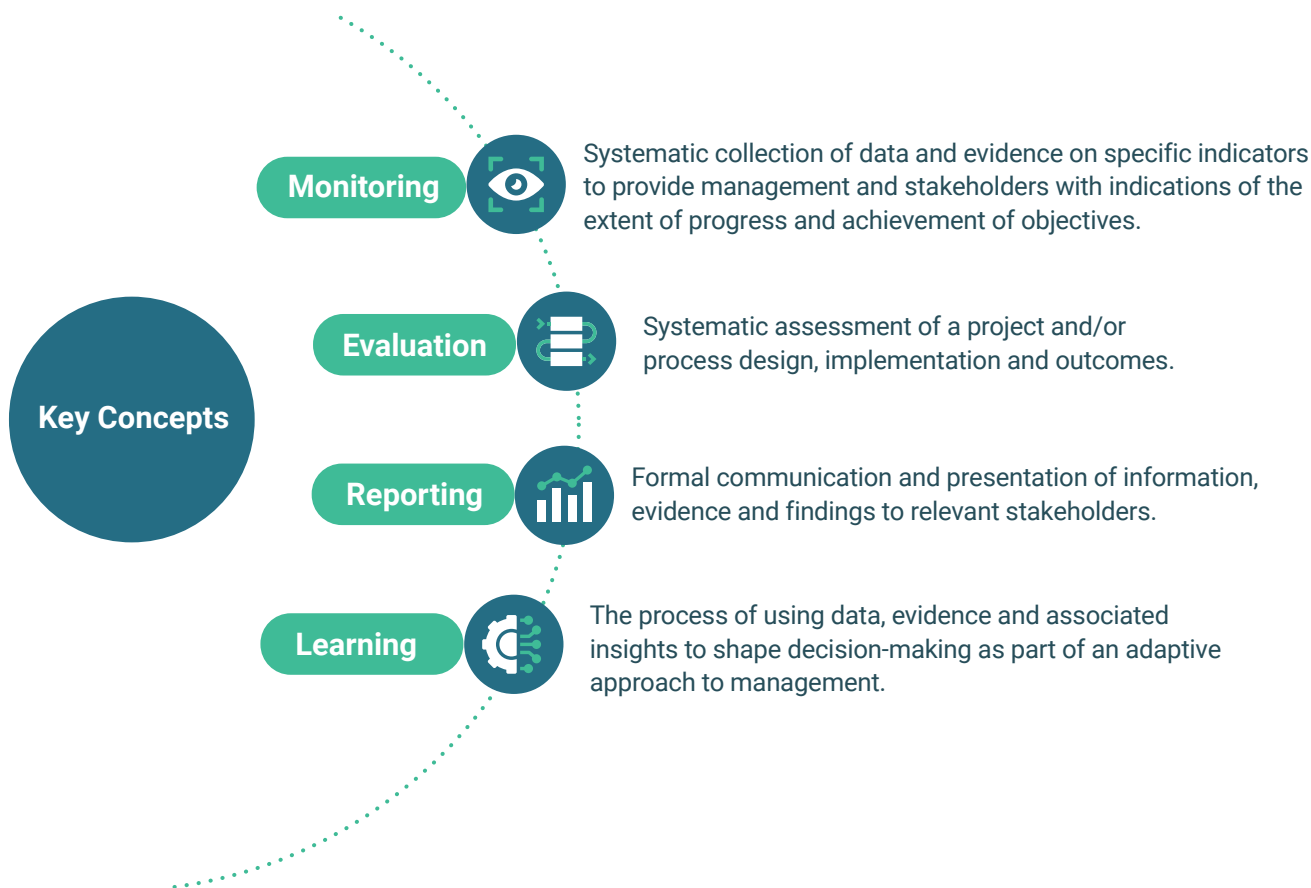 Key Concepts
Monitoring
Systematic collection of data and evidence on specific indicators
to provide management and stakeholders with indications of the
extent of progress and achievement of objectives.
Evaluation
Systematic assessment of a project and/or
process design, implementation and outcomes.
Reporting
Formal communication and presentation of information,
evidence and findings to relevant stakeholders.
Learning
The process of using data, evidence and associated
insights to shape decision-making as part of an adaptive
approach to management.